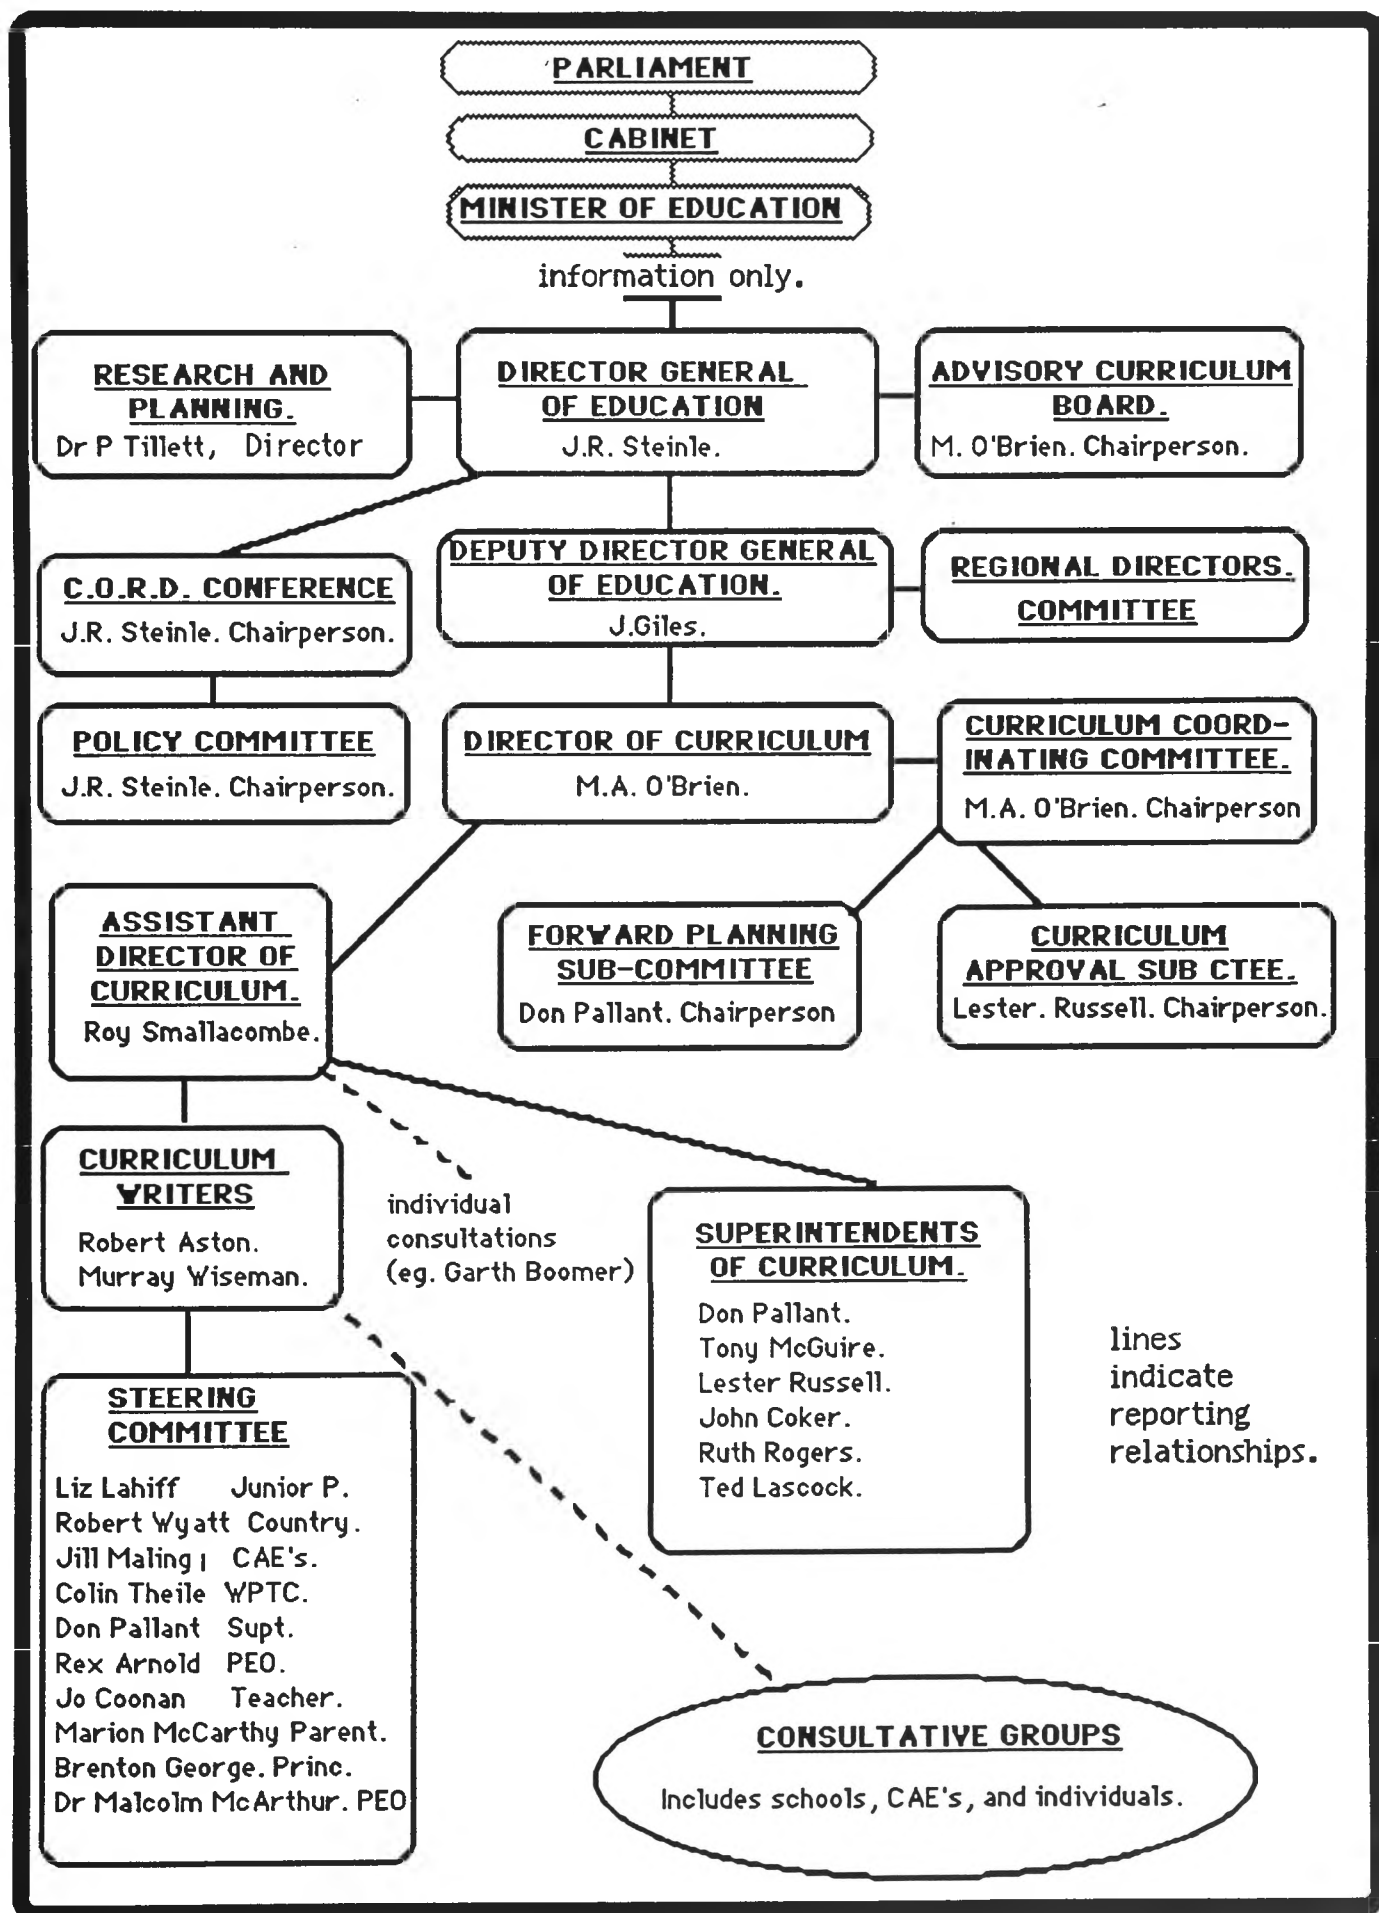 PARLIAMENT
CABINET
MINISTER OF EDUCATION
information only.
RESEARCH AND
PLANNING.
Dr P Tillett, Director
DIRECTOR GENERAL
OF EDUCATION
J.R. Steinle.
ADVISORY CURRICULUM
BOARD.
M. O'Brien. Chairperson.
C.O.R.D. CONFERENCE
J.R. Steinle. Chairperson.
DEPUTY DIRECTOR GENERAL
OF EDUCATION.
J.Giles.
REGIONAL DIRECTORS.
COMMITTEE
POLICY COMMITTEE
J.R. Steinle. Chairperson.
DIRECTOR OF CURRICULUM
M.A. O'Brien.
CURRICULUM COORD-
INATING COMMITTEE.
M.A. O'Brien. Chairperson
ASSISTANT
DIRECTOR OF
CURRICULUM.
Roy Smallacombe.
FORWARD PLANNING
SUB-COMMITTEE
Don Pallant. Chairperson
CURRICULUM
APPROVAL SUB CTEE.
Lester. Russell. Chairperson.
CURRICULUM
WRITERS
Robert Aston.
Murray Wiseman.
individual
consultations
(eg. Garth Boomer)
SUPERINTENDENTS
OF CURRICULUM.
Don Pallant.
Tony McGuire.
Lester Russell.
John Coker.
Ruth Rogers.
Ted Lascock.
lines
indicate
reporting
relationships.
STEERING
COMMITTEE
Liz Lahiff Junior P.
Robert Wyatt Country.
Jill Maling CAE's.
Colin Theile WPTC.
Don Pallant Supt.
Rex Arnold PEO.
Jo Coonan Teacher.
Marion McCarthy Parent.
Brenton George. Princ.
Dr Malcolm McArthur. PEO
CONSULTATIVE GROUPS
Includes schools, CAE's, and individuals.